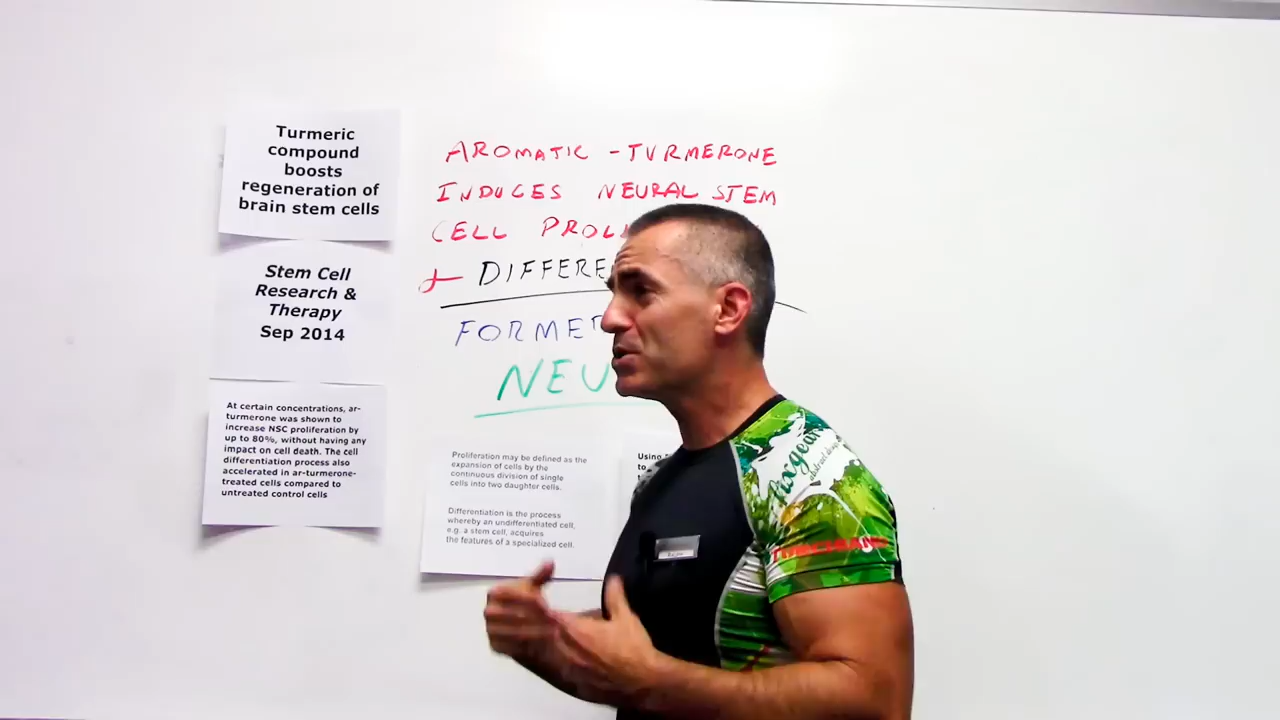 Turmeric
compound
boosts
regeneration of
brain stem cells
Stem Cell
Research &
Therapy
Sep 2014
At certain concentrations, ar-
turmerone was shown to
increase NSC proliferation by
up to 80%, without having any
impact on cell death. The cell
differentiation process also
accelerated in ar-turmerone-
treated cells compared to
untreated control cells
AROMATIC - TURMERONE
INDUCES NEURAL STEM
CELL PROLI
+ DIFFERE
FORME
NEU
Proliferation may be defined as the
expansion of cells by the
continuous division of single
cells into two daughter cells.
Differentiation is the process
whereby an undifferentiated cell,
e.g. a stem cell, acquires
the features of a specialized cell.
Using
to